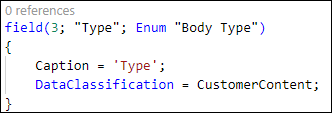 0 references
field(3; "Type"; Enum "Body Type")
{
Caption = 'Type';
DataClassification = CustomerContent;
}